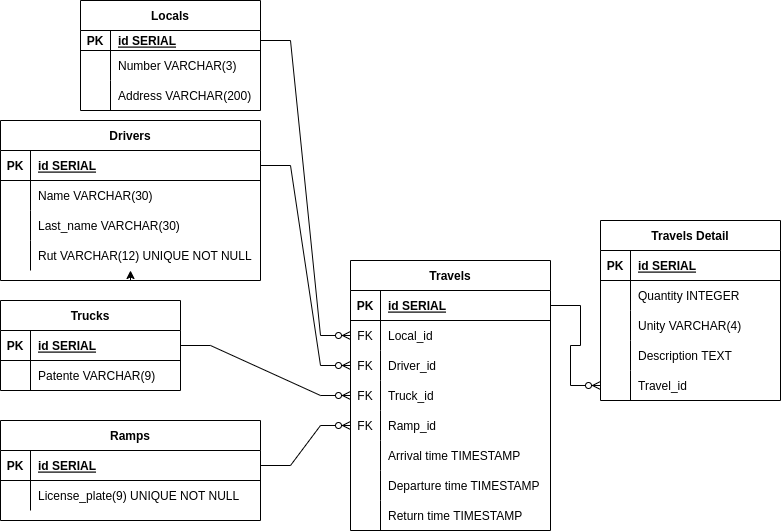 Locals
PK id SERIAL
Number VARCHAR(3)
Address VARCHAR(200)
Drivers
PK id SERIAL
Name VARCHAR(30)
Last_name VARCHAR(30)
Rut VARCHAR(12) UNIQUE NOT NULL
Trucks
PK id SERIAL
Patente VARCHAR(9)
Ramps
PK id SERIAL
License_plate(9) UNIQUE NOT NULL
Travels
PK id SERIAL
FK Local_id
FK Driver_id
FK Truck_id
FK Ramp_id
Arrival time TIMESTAMP
Departure time TIMESTAMP
Return time TIMESTAMP
Travels Detail
PK id SERIAL
Quantity INTEGER
Unity VARCHAR(4)
Description TEXT
Travel_id